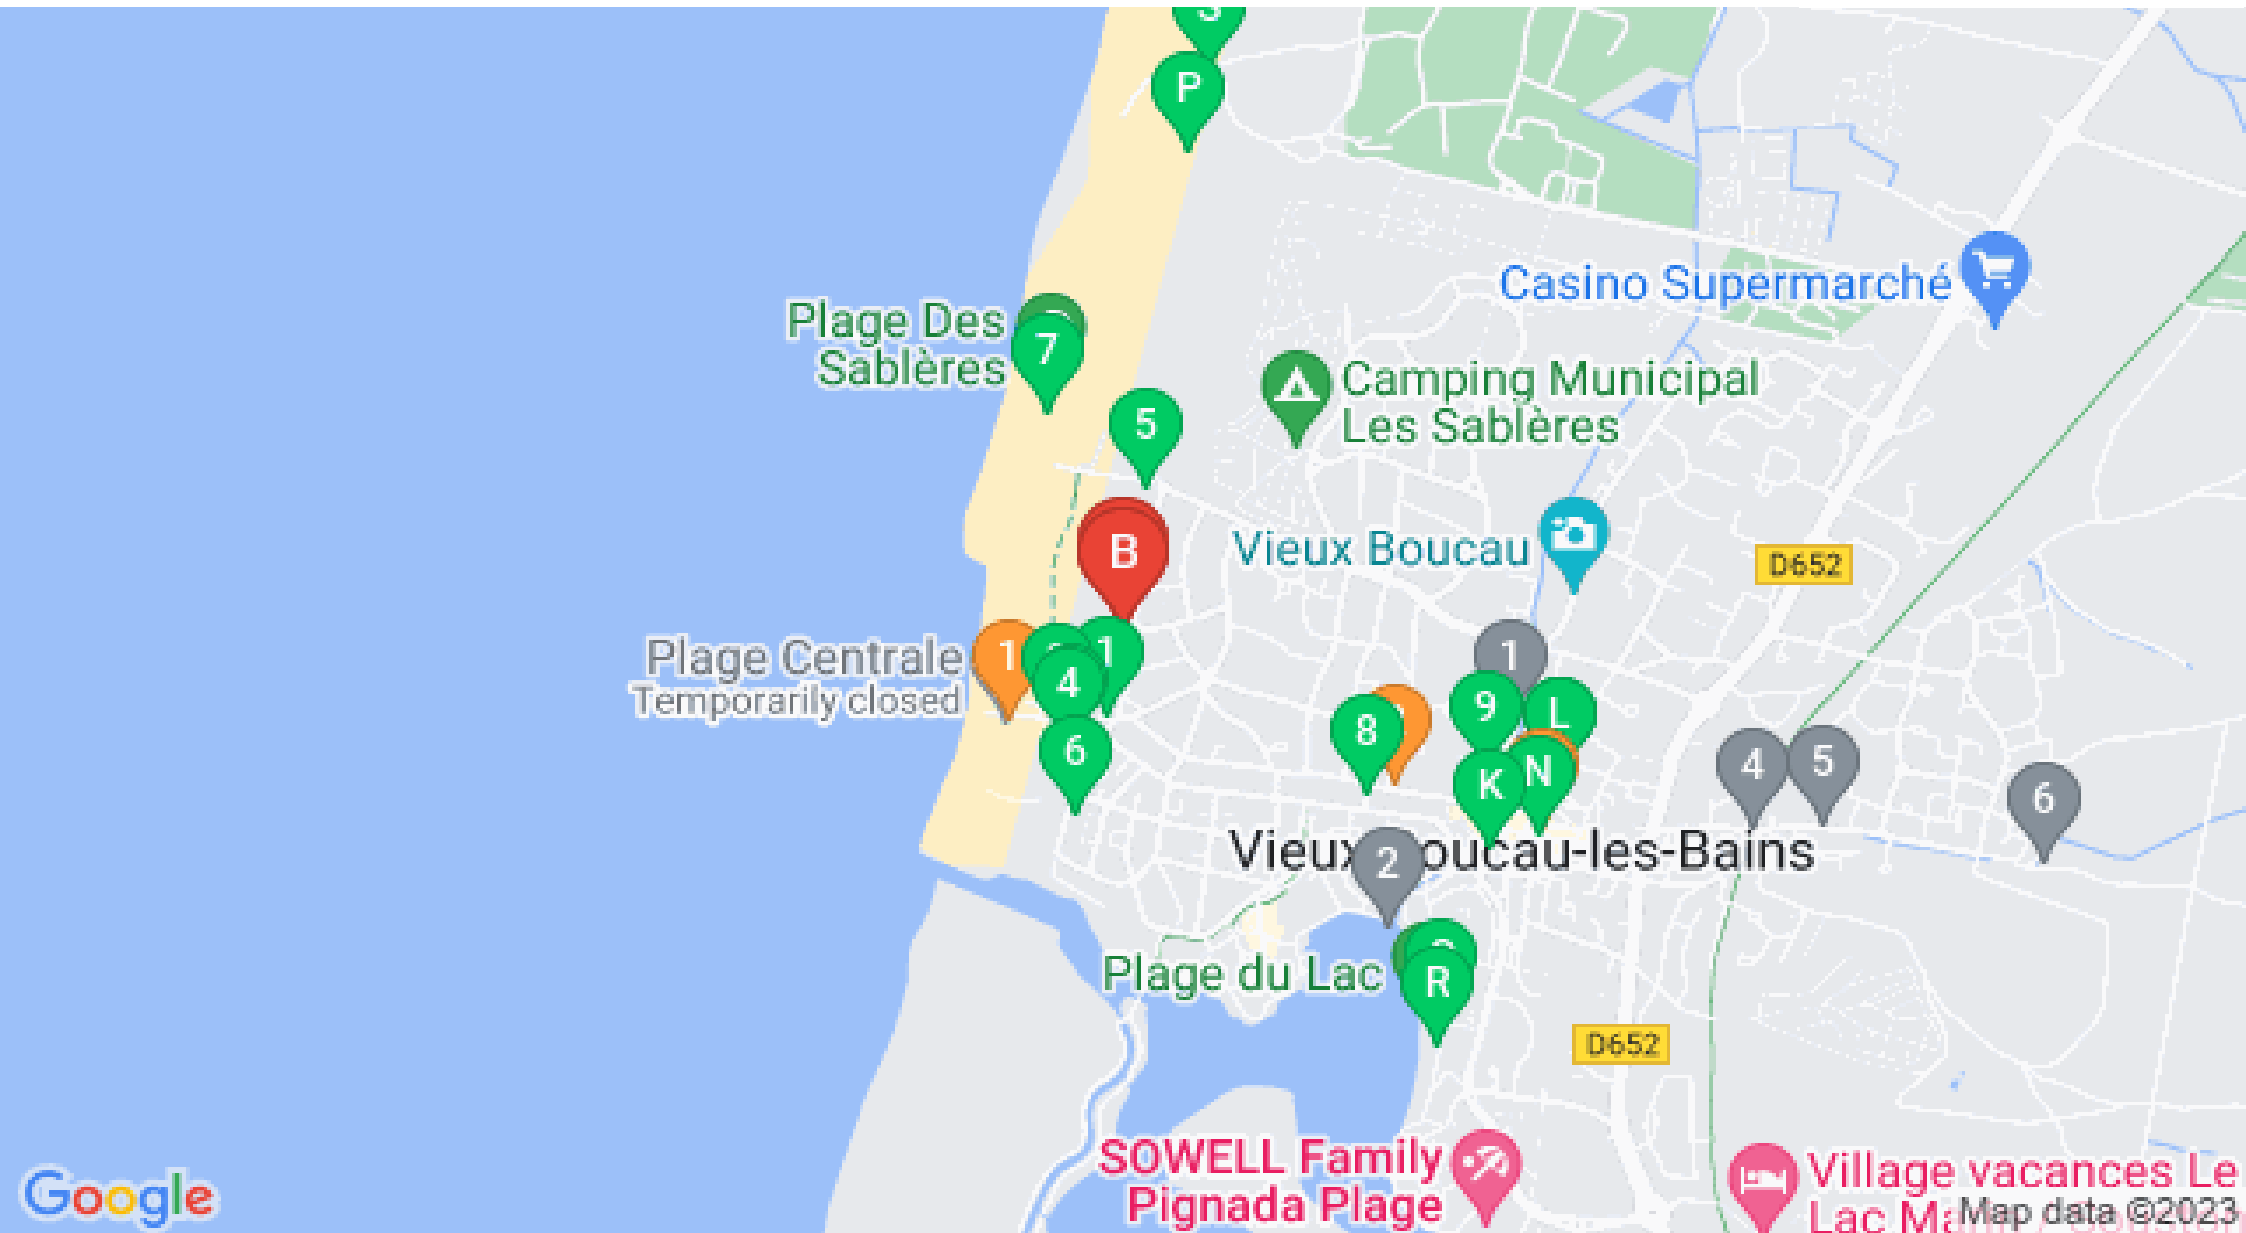 P
Casino Supermarché
Plage Des
Sablères
7
Camping Municipal
Les Sablères
5
Vieux Boucau
B
D652
Plage Centrale
Temporarily closed
1
1
4
1
6
8
9
L
K
N
4
5
6
Vieux
oucau-les-Bains
2
Plage du Lac
R
D652
SOWELL Family
Pignada Plage
Village vacances Le
Lac
Google
Map data ©2023